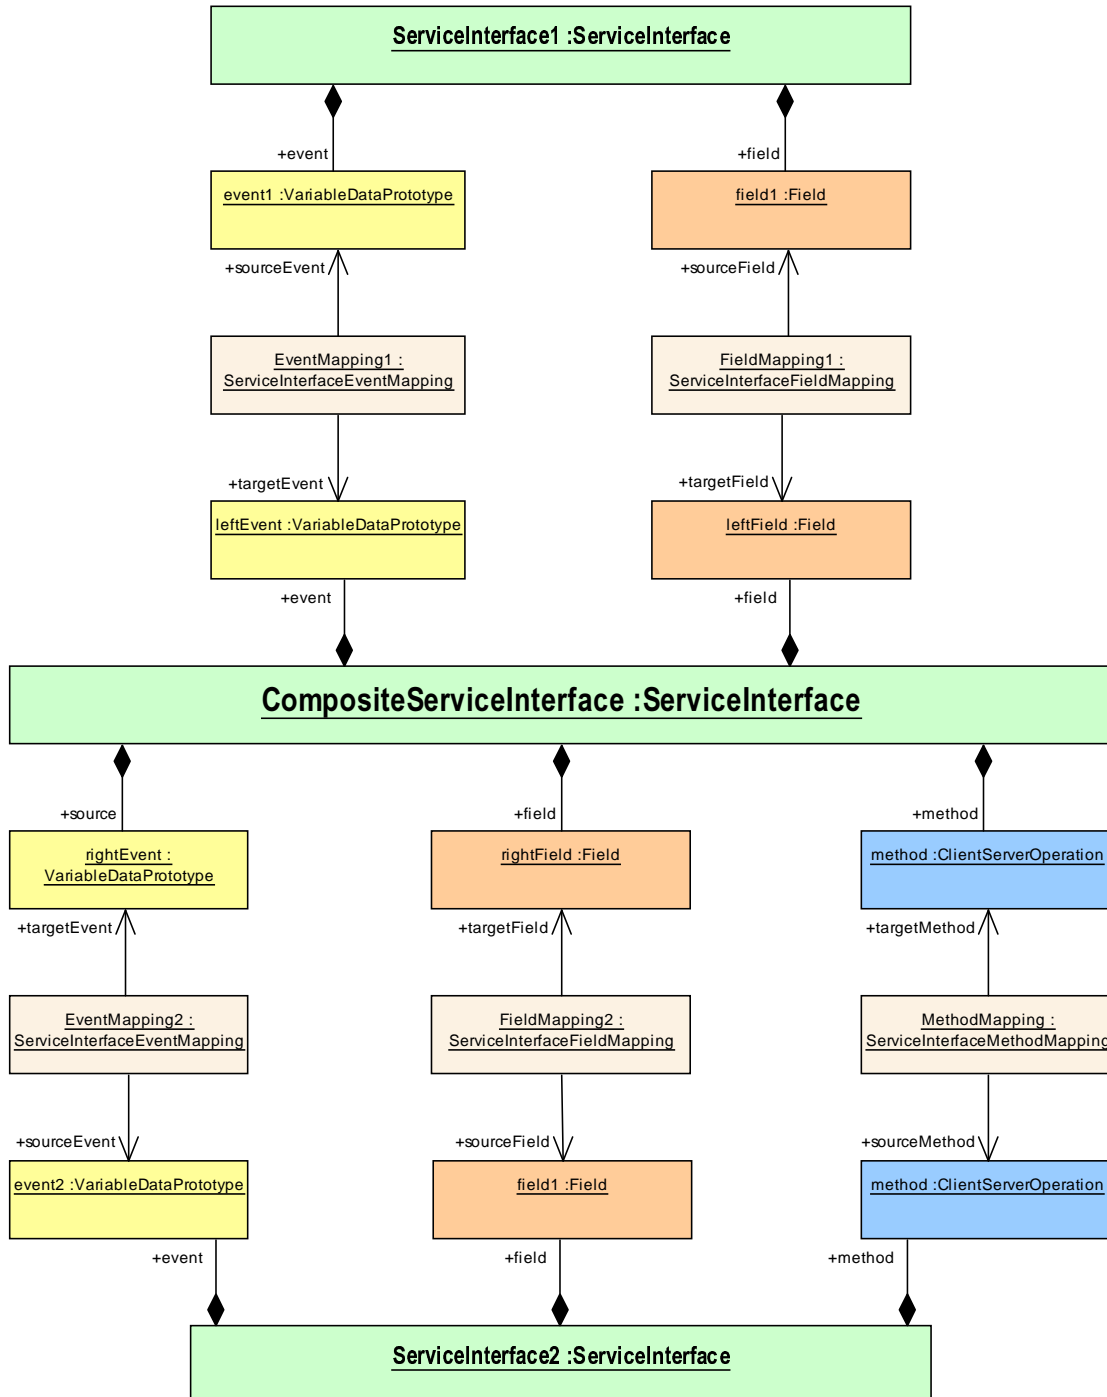 ServiceInterface1 :ServiceInterface
+event
+field
event1 :VariableDataPrototype
field1 :Field
+sourceEvent
+sourceField
EventMapping1 :
ServiceInterfaceEventMapping
FieldMapping1 :
ServiceInterfaceFieldMapping
+targetEvent
+targetField
leftEvent :VariableDataPrototype
leftField :Field
+event
+field
CompositeServiceInterface :ServiceInterface
+source
+field
+method
rightEvent :
VariableDataPrototype
rightField :Field
method :ClientServerOperation
+targetEvent
+targetField
+targetMethod
EventMapping2 :
ServiceInterfaceEventMapping
FieldMapping2 :
ServiceInterfaceFieldMapping
MethodMapping :
ServiceInterfaceMethodMapping
+sourceEvent
+sourceField
+sourceMethod
event2 :VariableDataPrototype
field1 :Field
method :ClientServerOperation
+event
+field
+method
ServiceInterface2 :ServiceInterface